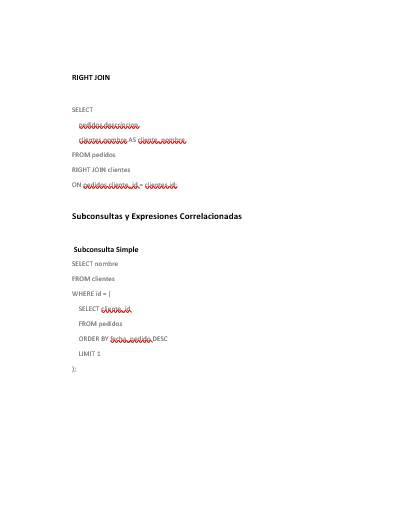 RIGHT JOIN
SELECT
pedidos.descripcion,
clientes.nombre AS cliente_nombre
FROM pedidos
RIGHT JOIN clientes
ON pedidos.cliente_id = clientes.id;
Subconsultas y Expresiones Correlacionadas
Subconsulta Simple
SELECT nombre
FROM clientes
WHERE id = (
SELECT cliente_id
FROM pedidos
ORDER BY fecha_pedido DESC
LIMIT 1
);